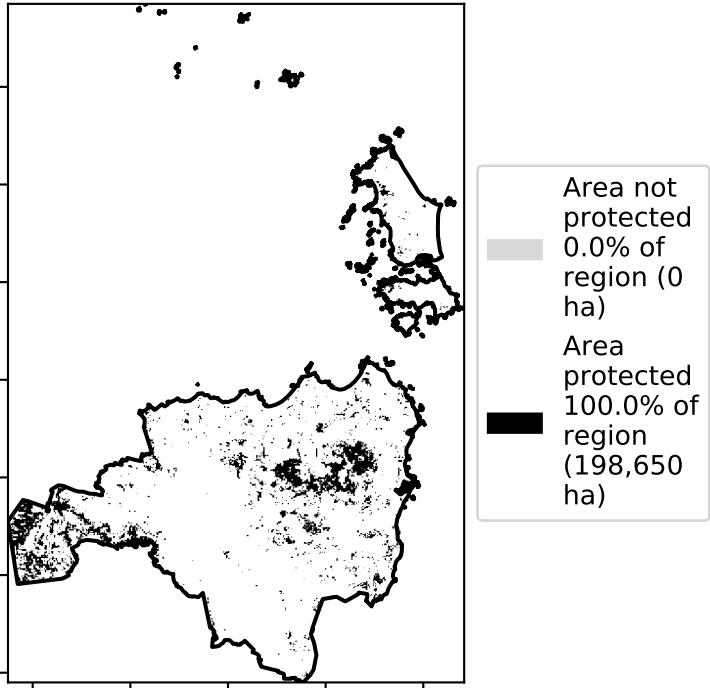 Area not
protected
0.0% of
region (0
ha)
Area
protected
100.0% of
region
(198,650
ha)